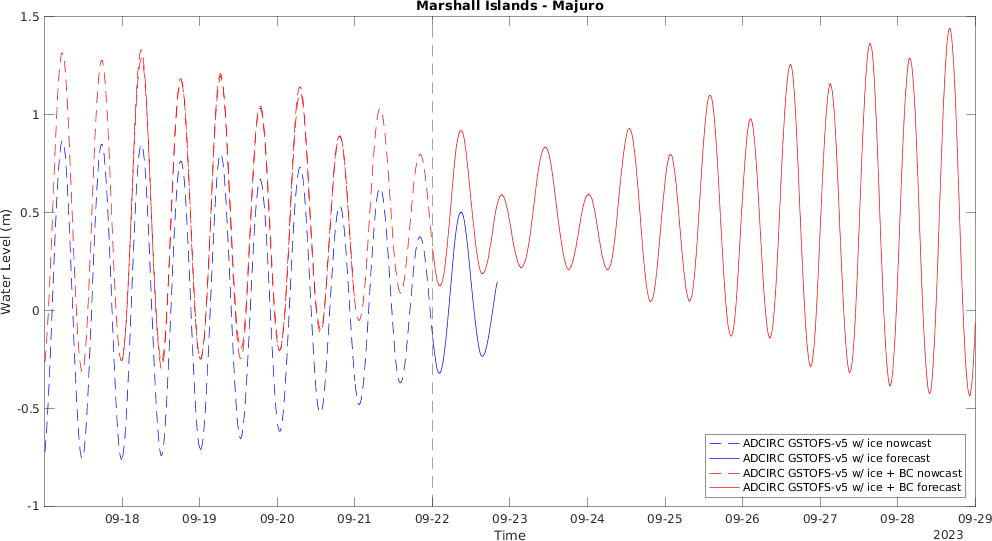 Marshall Islands - Majuro
1.5
1
0.5
0
-0.5
-1
Water Level (m)
ADCIRC GSTOFS-v5 w/ ice nowcast
ADCIRC GSTOFS-v5 w/ ice forecast
ADCIRC GSTOFS-v5 w/ ice + BC nowcast
ADCIRC GSTOFS-v5 w/ ice + BC forecast
09-18 09-19 09-20 09-21 09-22 09-23 09-24 09-25 09-26 09-27 09-28 09-29
Time
2023